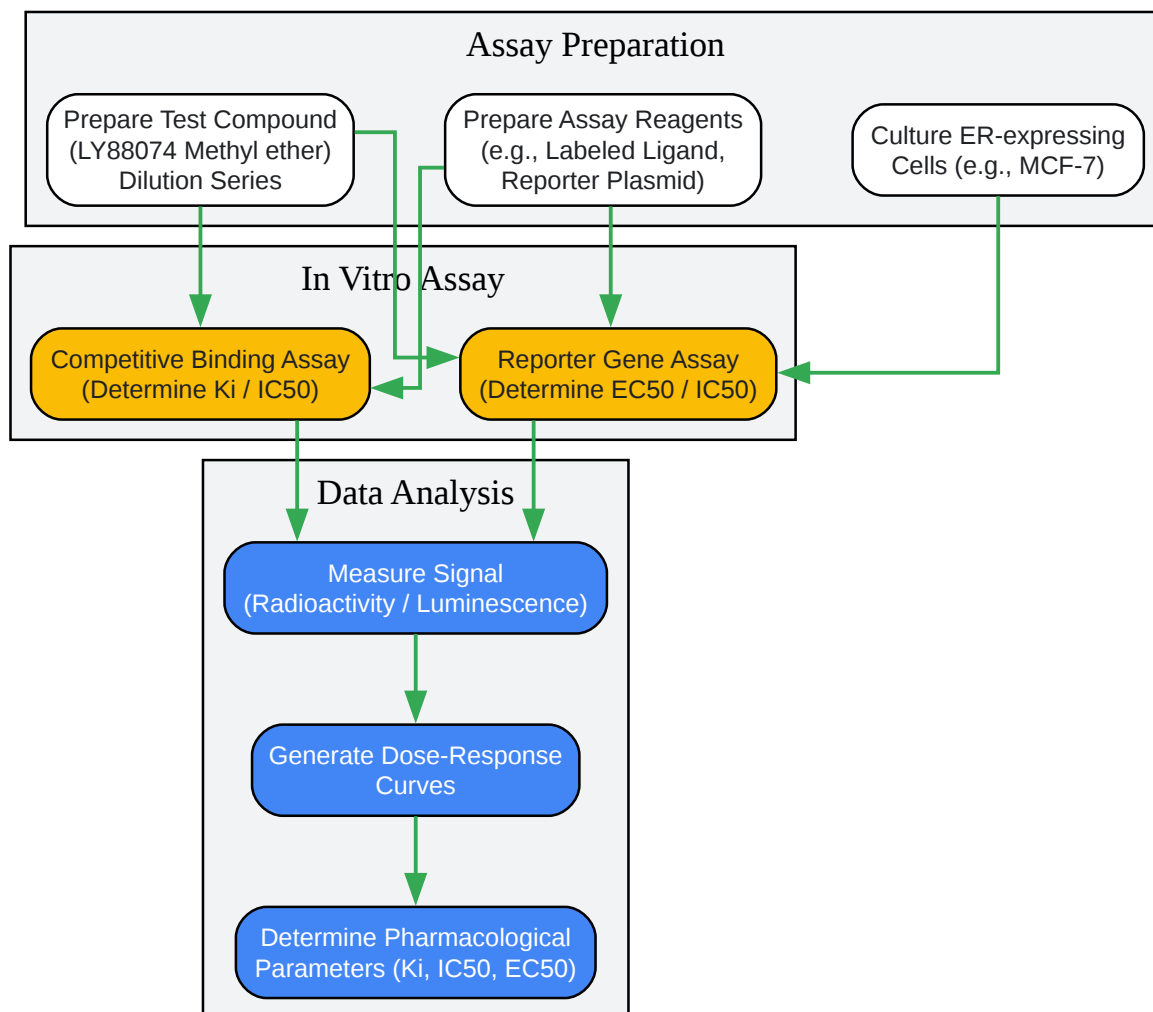 Assay Preparation
Prepare Test Compound
(LY88074 Methyl ether)
Dilution Series
Prepare Assay Reagents
(e.g., Labeled Ligand,
Reporter Plasmid)
Culture ER-expressing
Cells (e.g., MCF-7)
In Vitro Assay
Competitive Binding Assay
(Determine Ki / IC50)
Reporter Gene Assay
(Determine EC50 / IC50)
Data Analysis
Measure Signal
(Radioactivity / Luminescence)
Generate Dose-Response
Curves
Determine Pharmacological
Parameters (Ki, IC50, EC50)